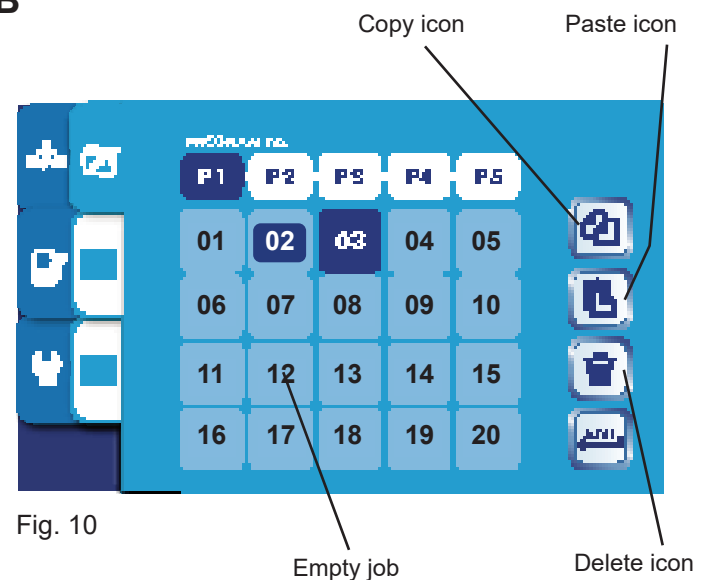 B
Copy icon Paste icon
P1 P2 P3 P4 P5
01 02 03 04 05
06 07 08 09 10
11 12 13 14 15
16 17 18 19 20
Fig. 10
Empty job
Delete icon